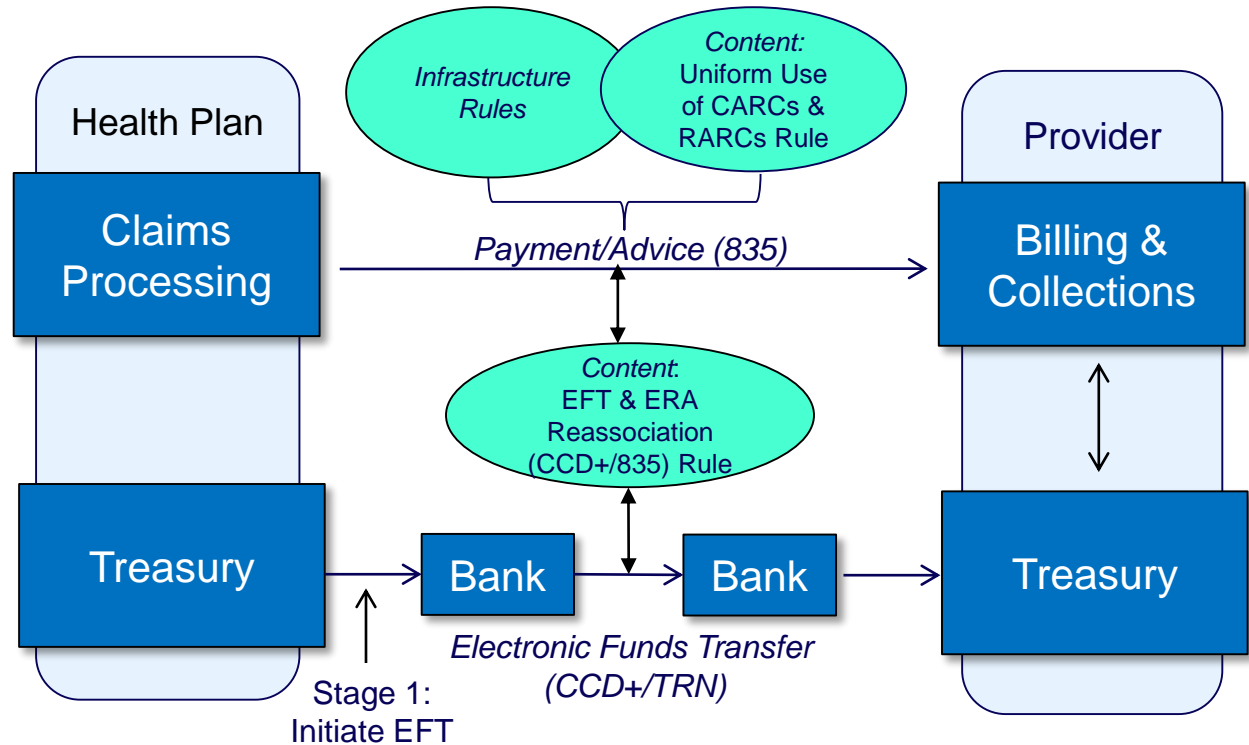 Infrastructure
Rules
Content:
Uniform Use
of CARCs &
RARCs Rule
Health Plan
Provider
Claims
Processing
Payment/Advice (835)
Billing &
Collections
Content:
EFT & ERA
Reassociation
(CCD+/835) Rule
Treasury
Bank
Bank
Treasury
Electronic Funds Transfer
(CCD+/TRN)
Stage 1:
Initiate EFT